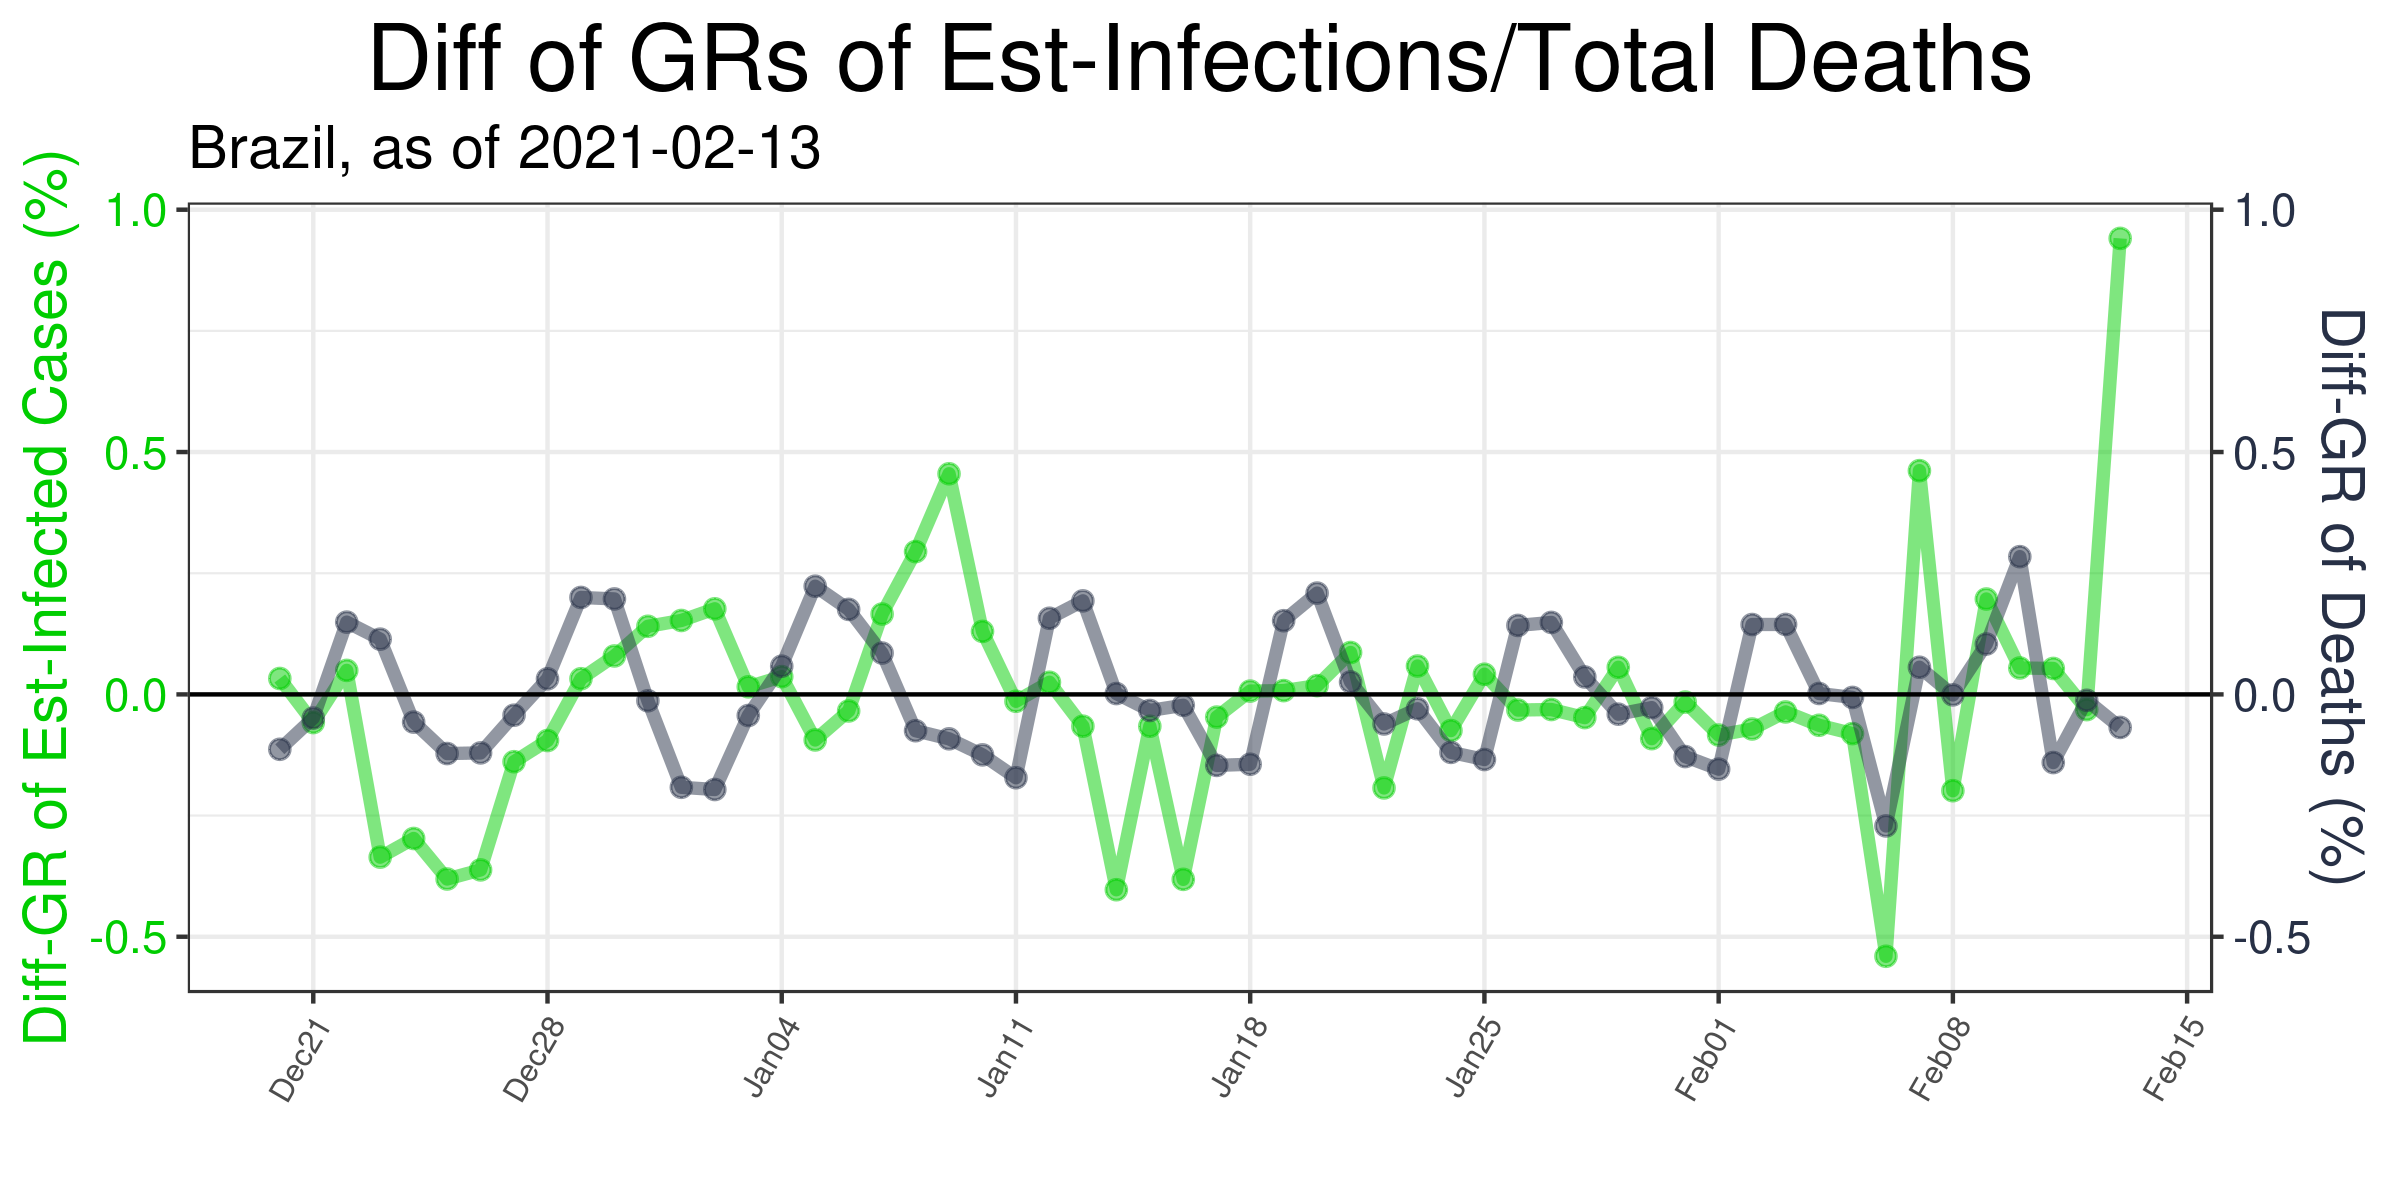 Diff of GRs of Est-Infections/Total Deaths
Brazil, as of 2021-02-13
Diff-GR of Est-Infected Cases (%)
1.0
0.5
0.0
-0.5
1.0
0.5
0.0
-0.5
Diff-GR of Deaths (%)
Dec21
Dec28
Jan04
Jan11
Jan18
Jan25
Feb01
Feb08
Feb15